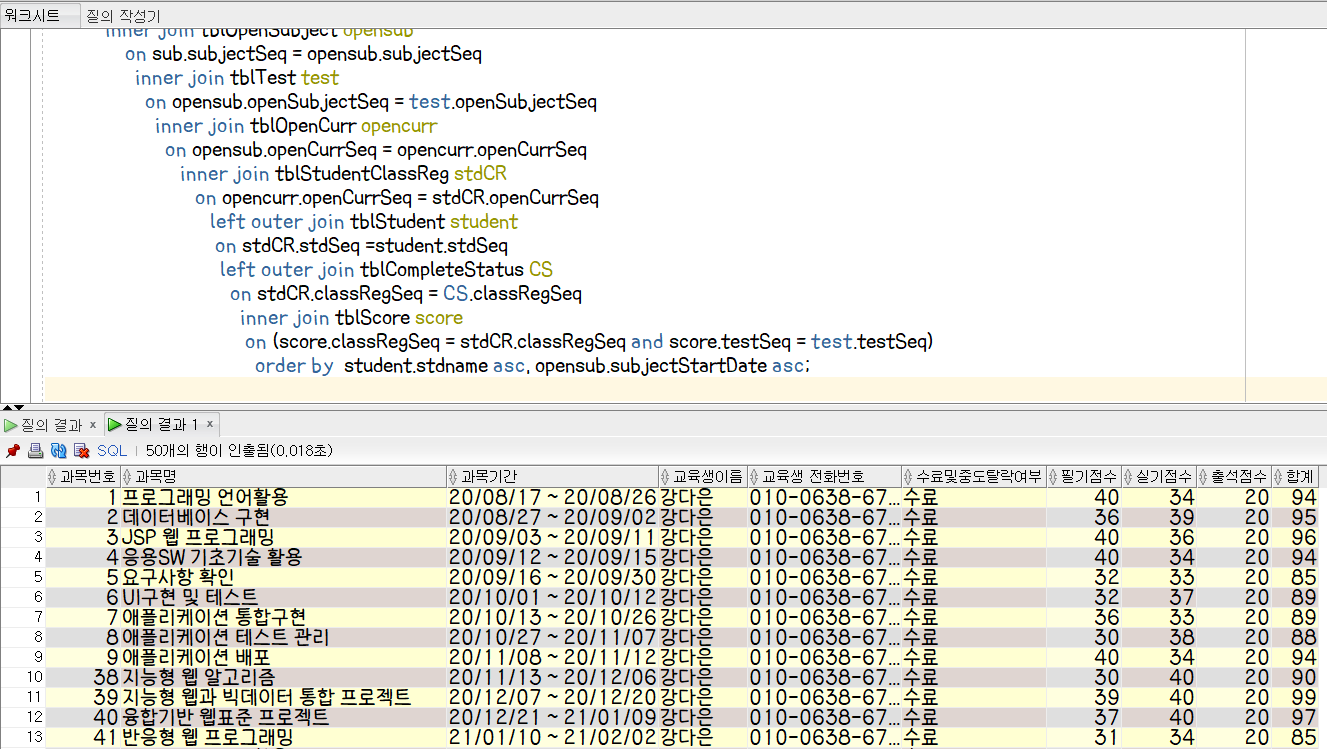 워크시트 질의 작성기
inner join tblOpenSubject opensub
on sub.subjectSeq = opensub.subjectSeq
inner join tblTest test
on opensub.openSubjectSeq = test.openSubjectSeq
inner join tblOpenCurr opencurr
on opensub.openCurrSeq = opencurr.openCurrSeq
inner join tblStudentClassReg stdCR
on opencurr.openCurrSeq = stdCR.openCurrSeq
left outer join tblStudent student
on stdCR.stdSeq =student.stdSeq
left outer join tblCompleteStatus CS
on stdCR.classRegSeq = CS.classRegSeq
inner join tblScore score
on (score.classRegSeq = stdCR.classRegSeq and score.testSeq = test.testSeq)
order by student.stdname asc, opensub.subjectStartDate asc;
질의 결과 × 질의 결과 1 ×
SQL | 50개의 행이 인출됨(0,018초)
과목번호 과목명 과목기간 교육생이름 교육생 전화번호 수료및중도탈락여부 필기점수 실기점수 출석점수 합계
1 1 프로그래밍 언어활용 20/08/17 ~ 20/08/26 강다은 010-0638-67... 수료 40 34 20 94
2 2 데이터베이스 구현 20/08/27 ~ 20/09/02 강다은 010-0638-67... 수료 36 39 20 95
3 3 JSP 웹 프로그래밍 20/09/03 ~ 20/09/11 강다은 010-0638-67... 수료 40 36 20 96
4 4 응용SW 기초기술 활용 20/09/12 ~ 20/09/15 강다은 010-0638-67... 수료 40 34 20 94
5 5 요구사항 확인 20/09/16 ~ 20/09/30 강다은 010-0638-67... 수료 32 33 20 85
6 6 UI구현 및 테스트 20/10/01 ~ 20/10/12 강다은 010-0638-67... 수료 32 37 20 89
7 7 애플리케이션 통합구현 20/10/13 ~ 20/10/26 강다은 010-0638-67... 수료 36 33 20 89
8 8 애플리케이션 테스트 관리 20/10/27 ~ 20/11/07 강다은 010-0638-67... 수료 30 38 20 88
9 9 애플리케이션 배포 20/11/08 ~ 20/11/12 강다은 010-0638-67... 수료 40 34 20 94
10 38 지능형 웹 알고리즘 20/11/13 ~ 20/12/06 강다은 010-0638-67... 수료 30 40 20 90
11 39 지능형 웹과 빅데이터 통합 프로젝트 20/12/07 ~ 20/12/20 강다은 010-0638-67... 수료 39 40 20 99
12 40 융합기반 웹표준 프로젝트 20/12/21 ~ 21/01/09 강다은 010-0638-67... 수료 37 40 20 97
13 41 반응형 웹 프로그래밍 21/01/10 ~ 21/02/02 강다은 010-0638-67... 수료 31 34 20 85